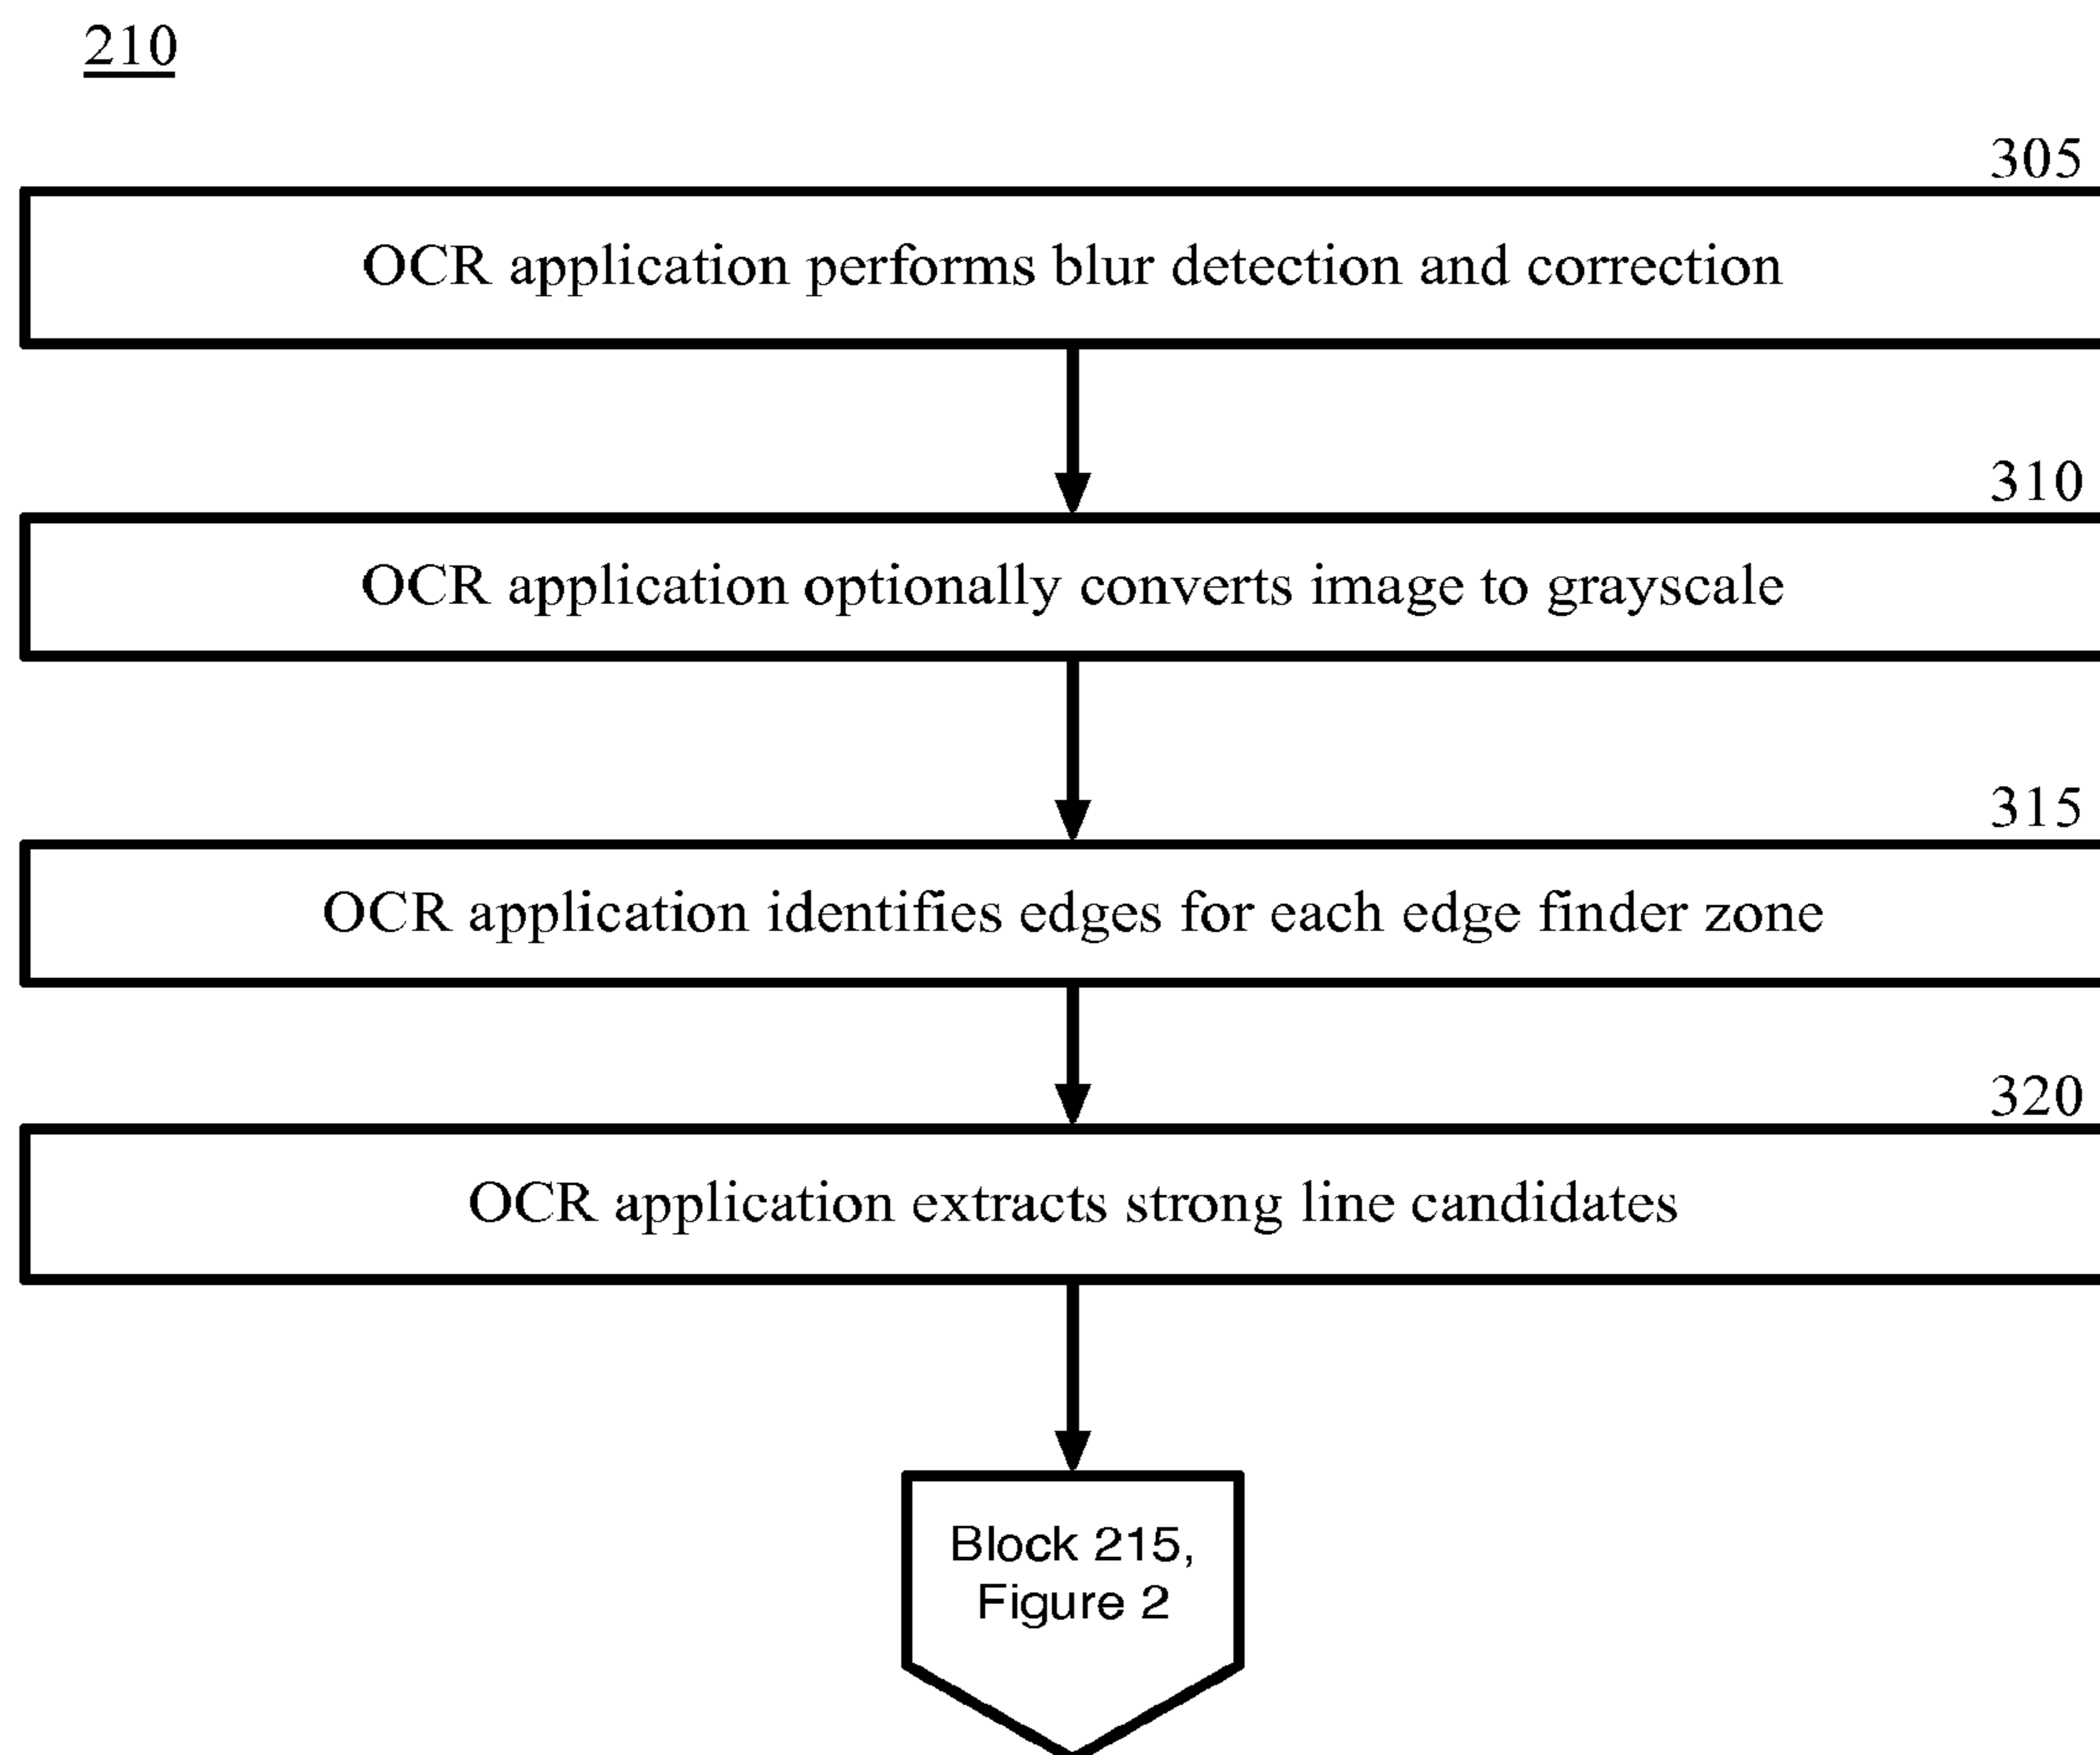 210
305
OCR application performs blur detection and correction
310
OCR application optionally converts image to grayscale
315
OCR application identifies edges for each edge finder zone
320
OCR application extracts strong line candidates
Block 215,
Figure 2